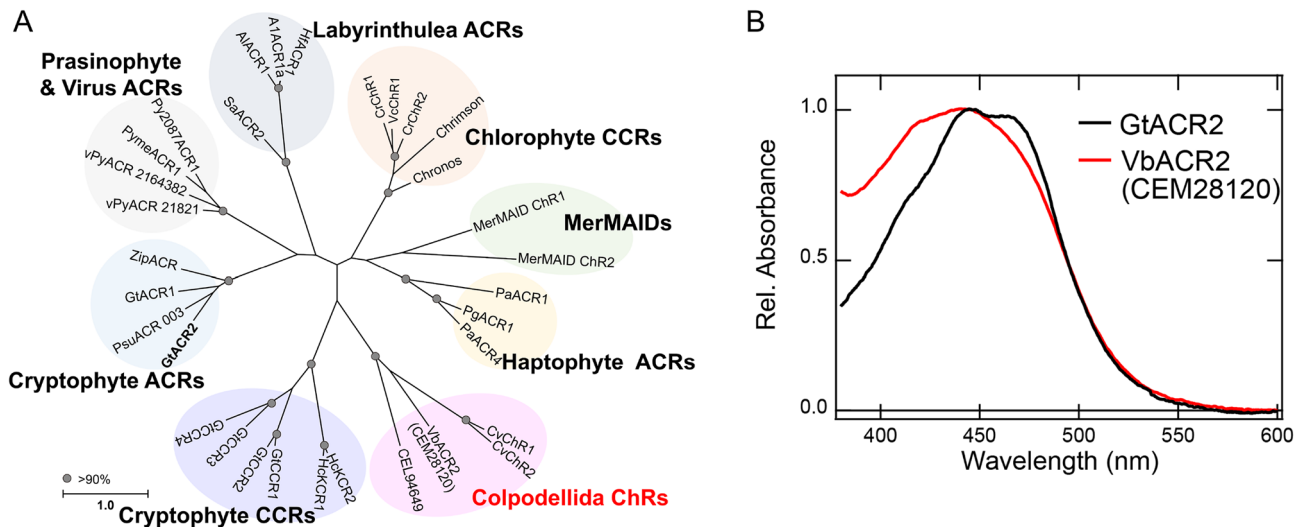 A
Labyrinthulea ACRs
HfACR1
A1ACR1a
AlACR1
SaACR2
Prasinophyte
& Virus ACRs
Py2087ACR1
PymeACR1
vPyACR 2164382
vPyACR 21821
CrChR1
VcChR1
CrChR2
Chrimson
Chronos
Chlorophyte CCRs
MerMAID ChR1
MerMAIDs
MerMAID ChR2
ZipACR
GtACR1
PsuACR 003
GtACR2
Cryptophyte ACRs
PaACR1
PgACR1
PaACR4
Haptophyte ACRs
GtCCR4
GtCCR3
GtCCR2
GtCCR1
HcKCR1
HcKCR2
Cryptophyte CCRs
CEL94649
VbACR2
(CEM28120)
CvChR1
CvChR2
Colpodellida ChRs
>90%
1.0
B
Rel. Absorbance
1.0
0.5
0.0
GtACR2
VbACR2
(CEM28120)
400
450
500
550
600
Wavelength (nm)